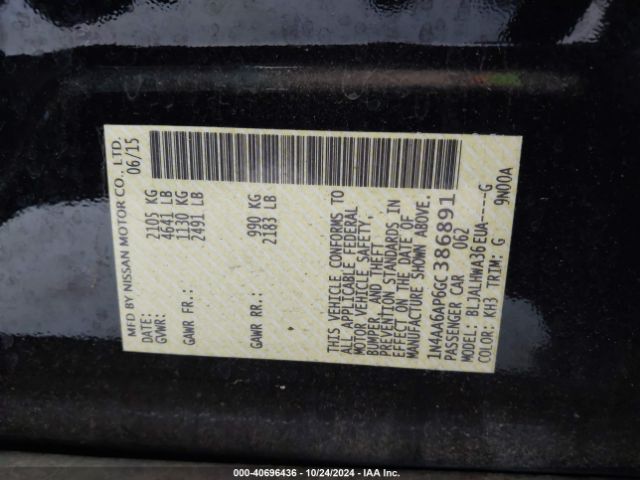 MFD BY NISSAN MOTOR CO., LTD.
DATE: 06/15
GVWR: 2105 KG
4641 LB
GAWR FR.: 1130 KG
2491 LB
GAWR RR.: 990 KG
2183 LB
THIS VEHICLE CONFORMS TO
ALL APPLICABLE FEDERAL
MOTOR VEHICLE SAFETY,
BUMPER, AND THEFT
PREVENTION STANDARDS IN
EFFECT ON THE DATE OF
MANUFACTURE SHOWN ABOVE.
1N4AA6AP6GC386891
PASSENGER CAR 062
MODEL: BLJALHWA36EUA-----G
COLOR: KH3 TRIM: G 9N00A
000-40696436 • 10/24/2024 • IAA Inc.